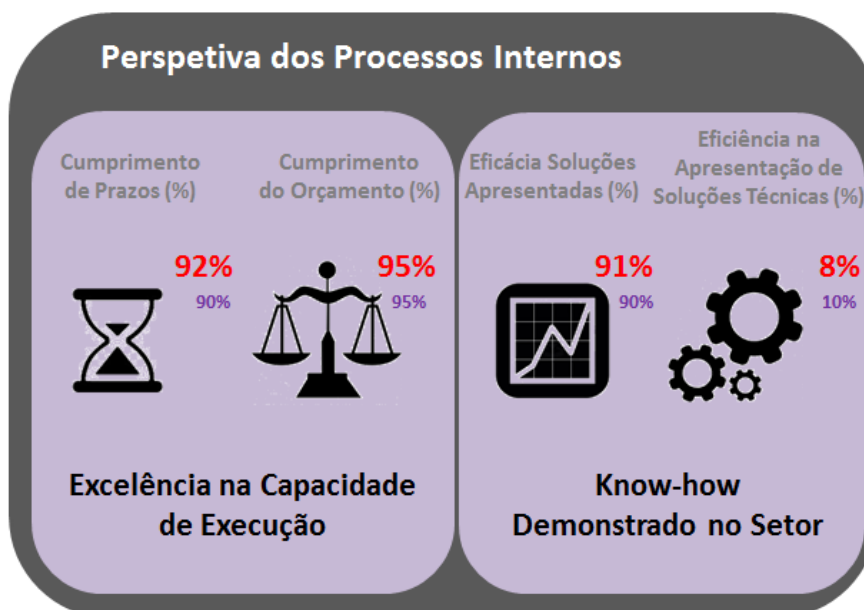 Perspetiva dos Processos Internos
Cumprimento
de Prazos (%)
Cumprimento
do Orçamento (%)
Eficácia Soluções
Apresentadas (%)
Eficiência na
Apresentação de
Soluções Técnicas (%)
92%
90%
95%
95%
91%
90%
8%
10%
Excelência na Capacidade
de Execução
Know-how
Demonstrado no Setor